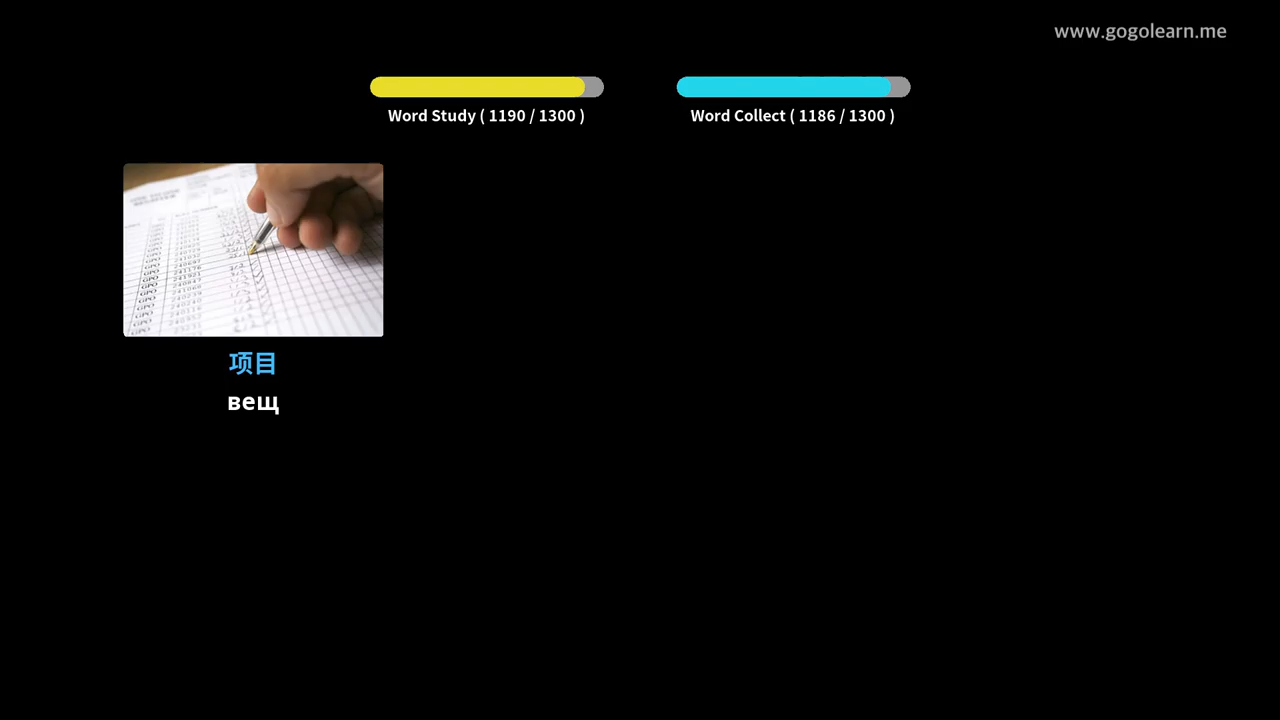 www.gogolearn.me
Word Study ( 1190 / 1300 )
Word Collect ( 1186 / 1300 )
项目
вещ